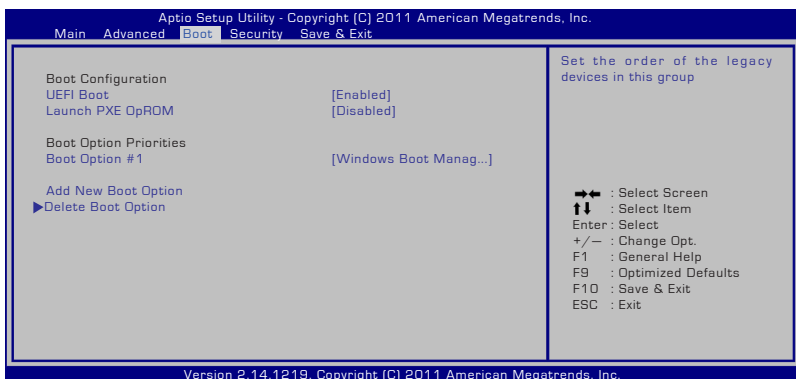 Aptio Setup Utility - Copyright (C) 2011 American Megatrends, Inc.
Main Advanced Boot Security Save & Exit
Boot Configuration
UEFI Boot [Enabled]
Launch PXE OpROM [Disabled]
Boot Option Priorities
Boot Option #1 [Windows Boot Manag...]
Add New Boot Option
Delete Boot Option
Set the order of the legacy
devices in this group
: Select Screen
: Select Item
Enter : Select
+/− : Change Opt.
F1 : General Help
F9 : Optimized Defaults
F10 : Save & Exit
ESC : Exit
Version 2.14.1219. Copyright (C) 2011 American Megatrends, Inc.